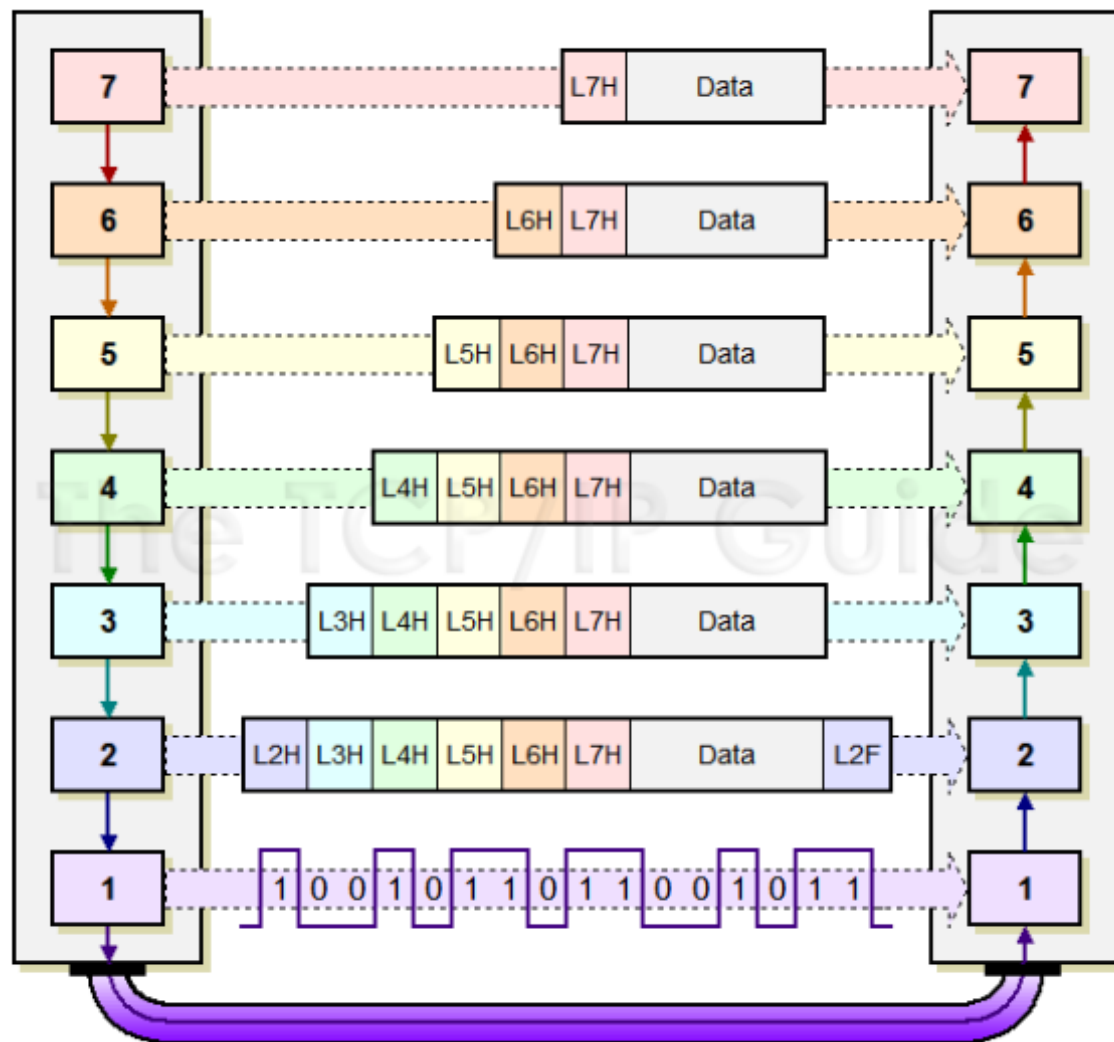 7 L7H Data 7
6 L6H L7H Data 6
5 L5H L6H L7H Data 5
4 L4H L5H L6H L7H Data 4
The TCP/IP Guide
3 L3H L4H L5H L6H L7H Data 3
2 L2H L3H L4H L5H L6H L7H Data L2F 2
1 1 0 0 1 0 1 1 0 1 1 0 0 1 0 1 1 1